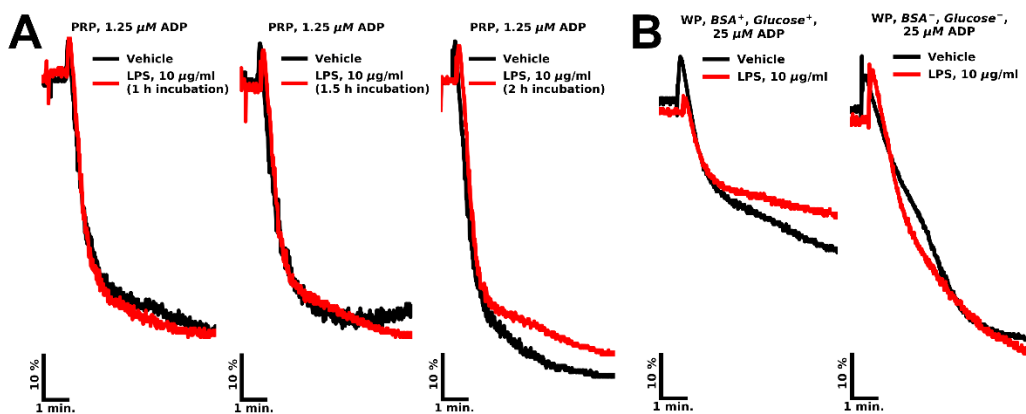 A
PRP, 1.25 μM ADP
Vehicle
LPS, 10 μg/ml
(1 h incubation)
10 %
1 min.
PRP, 1.25 μM ADP
Vehicle
LPS, 10 μg/ml
(1.5 h incubation)
10 %
1 min.
PRP, 1.25 μM ADP
Vehicle
LPS, 10 μg/ml
(2 h incubation)
10 %
1 min.
B
WP, BSA⁺, Glucose⁺,
25 μM ADP
Vehicle
LPS, 10 μg/ml
10 %
1 min.
WP, BSA⁻, Glucose⁻,
25 μM ADP
Vehicle
LPS, 10 μg/ml
10 %
1 min.